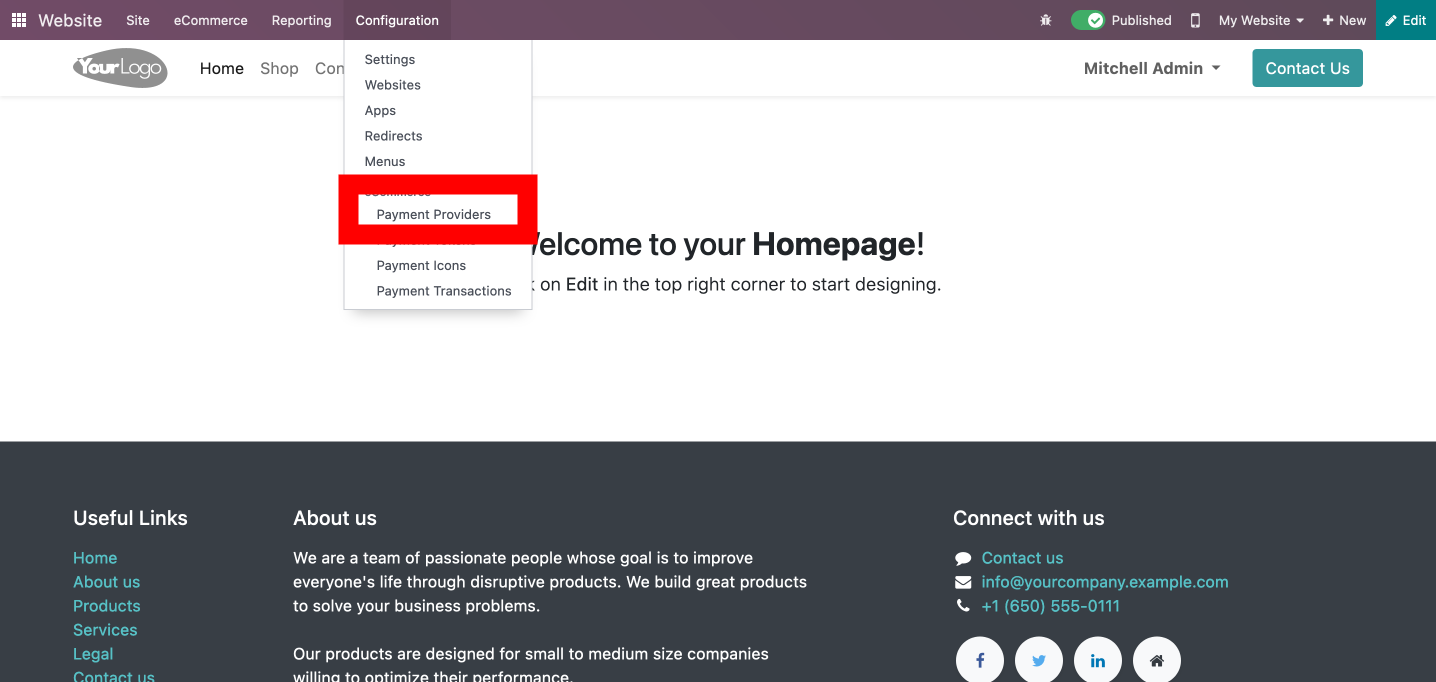 Website Site eCommerce Reporting Configuration Published My Website New Edit
YourLogo Home Shop Con Mitchell Admin Contact Us
Settings
Websites
Apps
Redirects
Menus
Payment Providers
Payment Icons
Payment Transactions
elcome to your Homepage!
on Edit in the top right corner to start designing.
Useful Links
Home
About us
Products
Services
Legal
Contact us
About us
We are a team of passionate people whose goal is to improve
everyone's life through disruptive products. We build great products
to solve your business problems.
Our products are designed for small to medium size companies
willing to optimize their performance.
Connect with us
Contact us
info@yourcompany.example.com
+1 (650) 555-0111